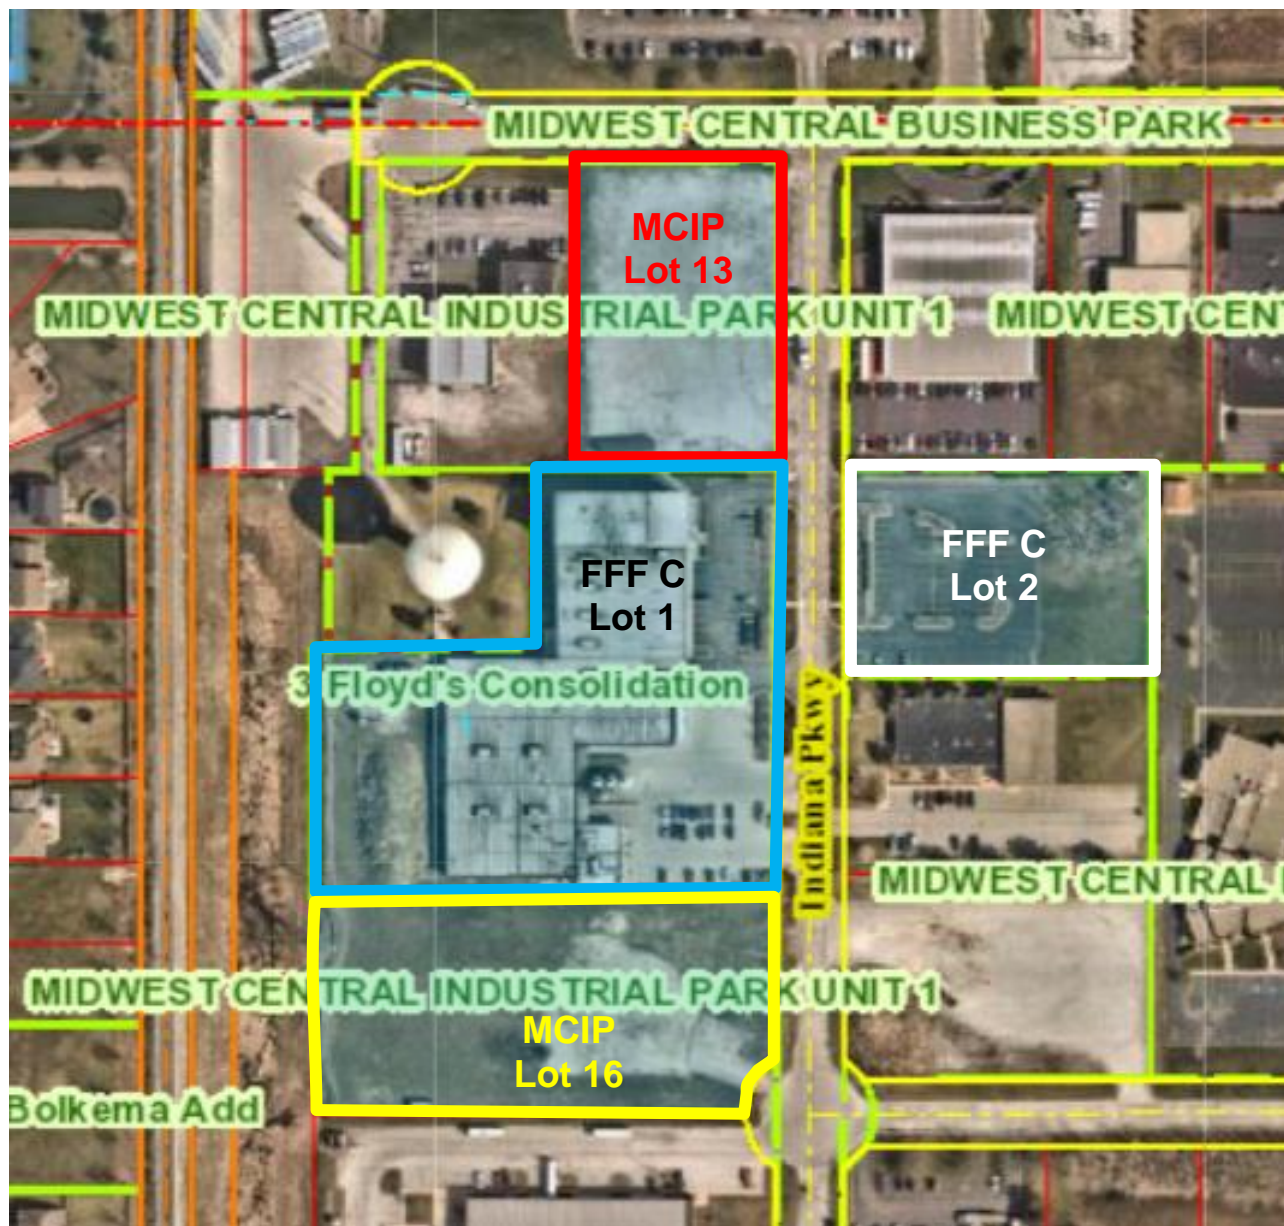 MIDWEST CENTRAL BUSINESS PARK
MCIP
Lot 13
MIDWEST CENTRAL INDUSTRIAL PARK UNIT 1
MIDWEST CEN
FFF C
Lot 1
FFF C
Lot 2
3 Floyd's Consolidation
Indiana Pkwy
MIDWEST CENTRAL
MIDWEST CENTRAL INDUSTRIAL PARK UNIT 1
MCIP
Lot 16
Bolkema Add